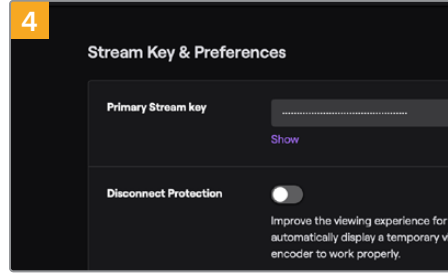 4
Stream Key & Preferences
Primary Stream key
Show
Disconnect Protection
Improve the viewing experience for
automatically display a temporary
encoder to work properly.